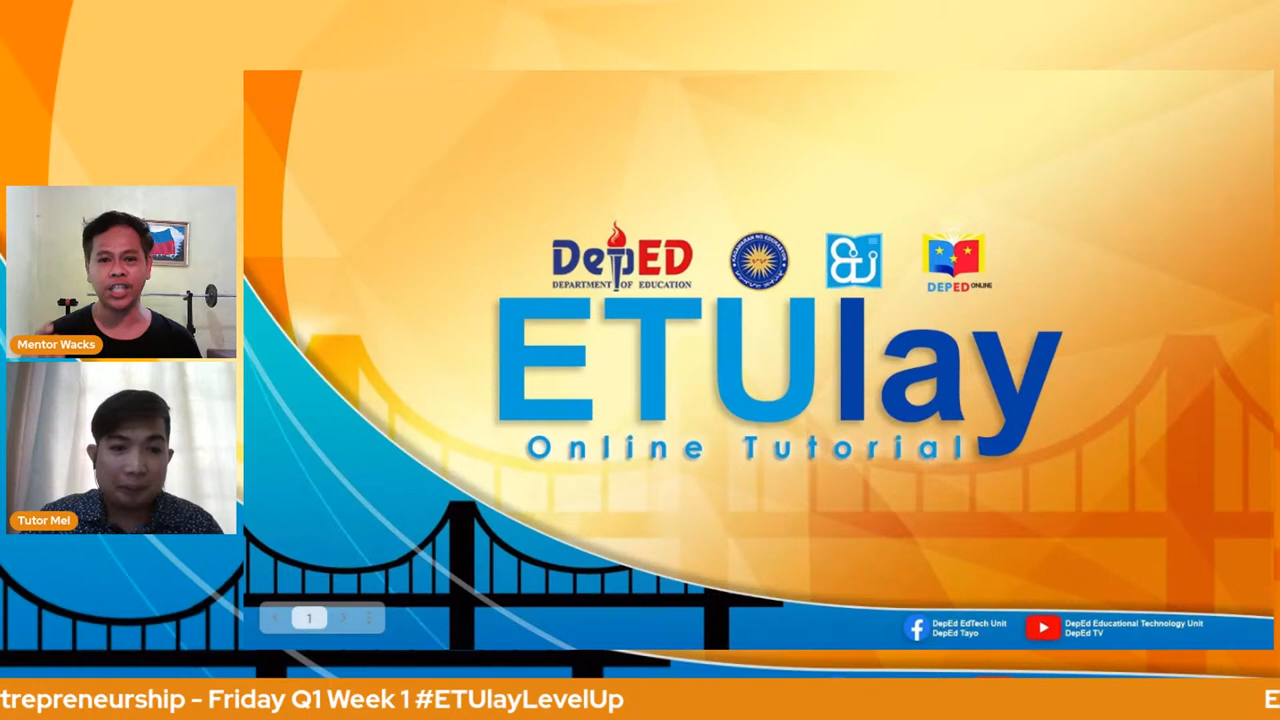 DepED
DEPARTMENT OF EDUCATION
DEPED ONLINE
ETUlay
Online Tutorial
Mentor Wacks
Tutor Mel
1
DepEd EdTech Unit
DepEd Tayo
DepEd Educational Technology Unit
DepEd TV
trepreneurship - Friday Q1 Week 1 #ETUlayLevelUp
E